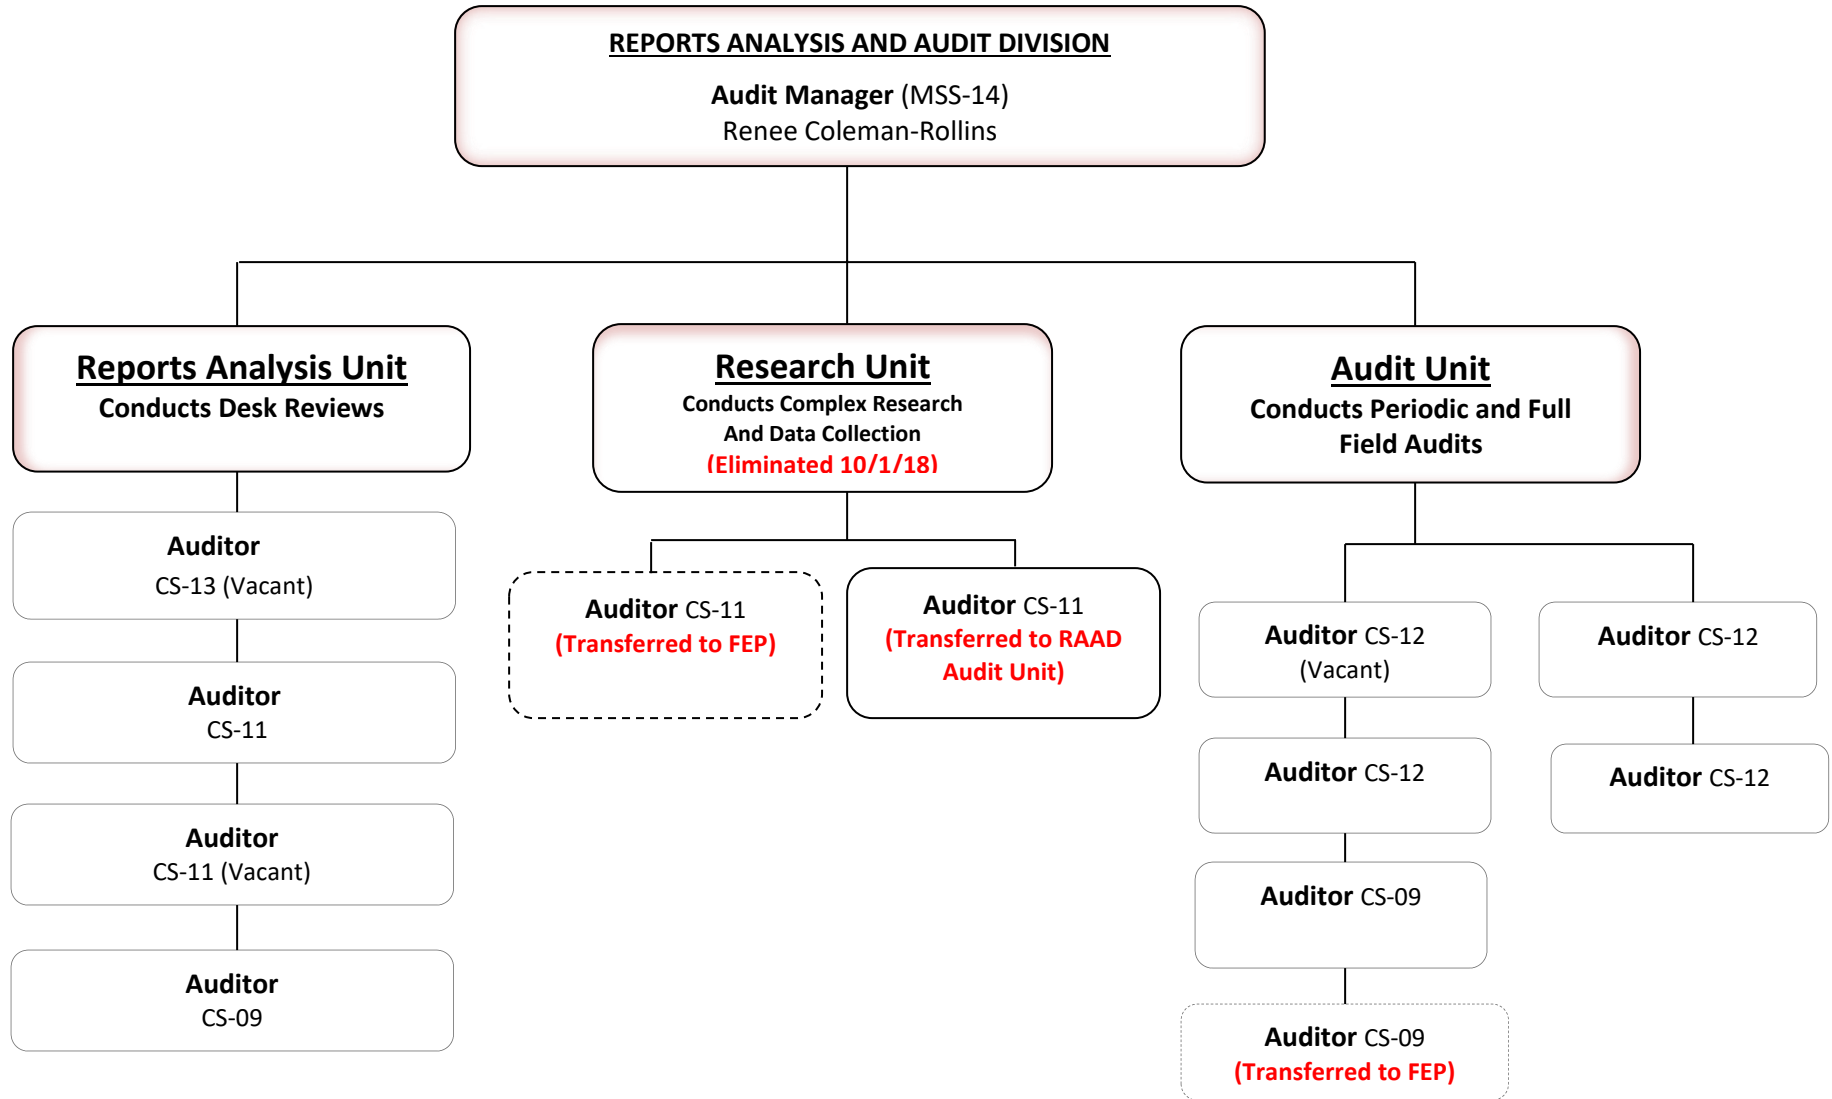 REPORTS ANALYSIS AND AUDIT DIVISION
Audit Manager (MSS-14)
Renee Coleman-Rollins
Reports Analysis Unit
Conducts Desk Reviews
Auditor
CS-13 (Vacant)
Auditor
CS-11
Auditor
CS-11 (Vacant)
Auditor
CS-09
Research Unit
Conducts Complex Research
And Data Collection
(Eliminated 10/1/18)
Auditor CS-11
(Transferred to FEP)
Auditor CS-11
(Transferred to RAAD
Audit Unit)
Audit Unit
Conducts Periodic and Full
Field Audits
Auditor CS-12
(Vacant)
Auditor CS-12
Auditor CS-09
Auditor CS-09
(Transferred to FEP)
Auditor CS-12
Auditor CS-12